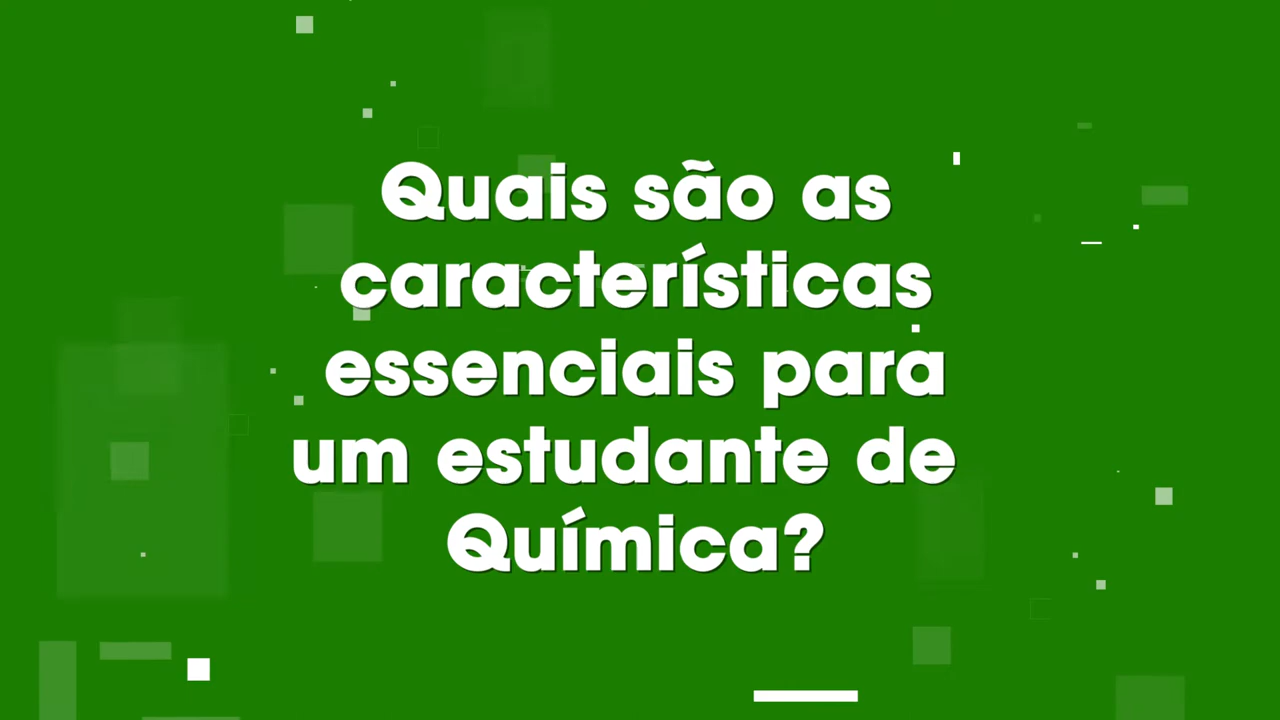 Quais são as
características
essenciais para
um estudante de
Química?